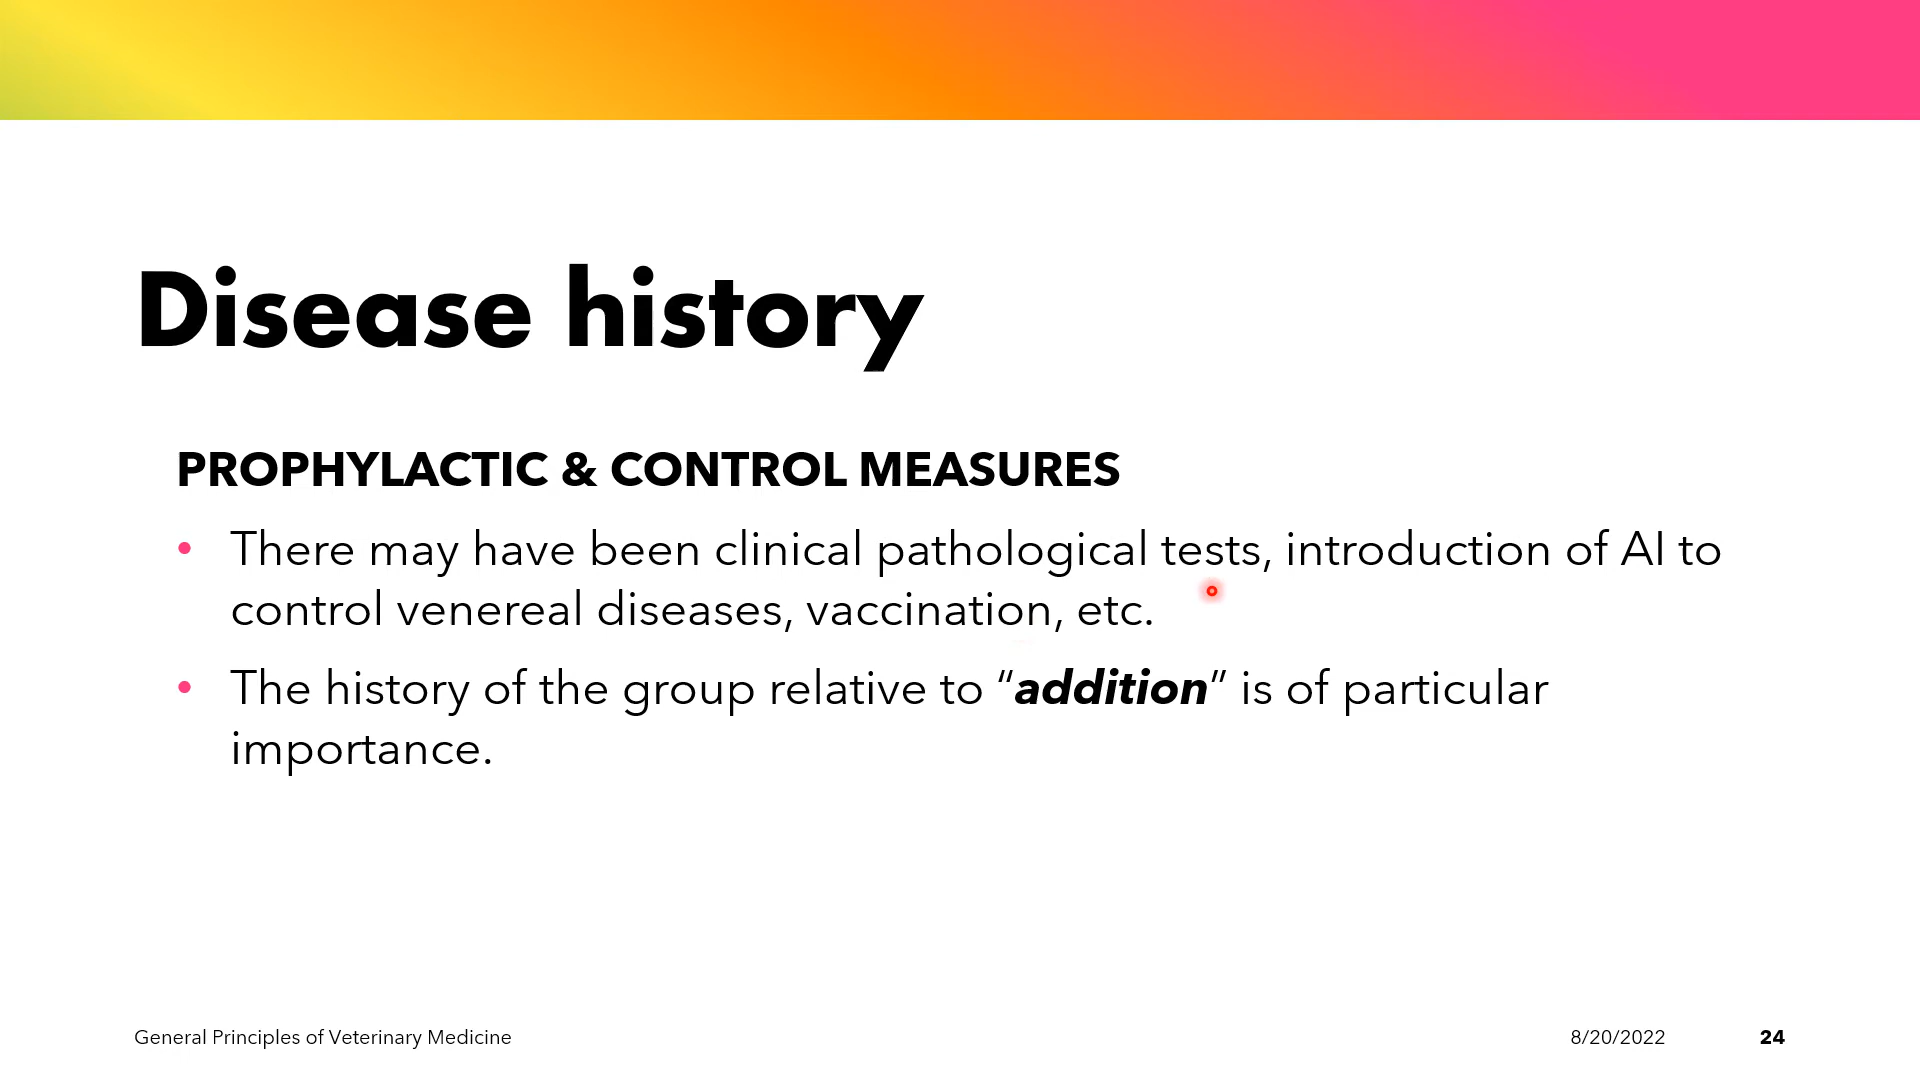 Disease history
PROPHYLACTIC & CONTROL MEASURES
• There may have been clinical pathological tests, introduction of AI to
control venereal diseases, vaccination, etc.
• The history of the group relative to “addition” is of particular
importance.
General Principles of Veterinary Medicine 8/20/2022 24